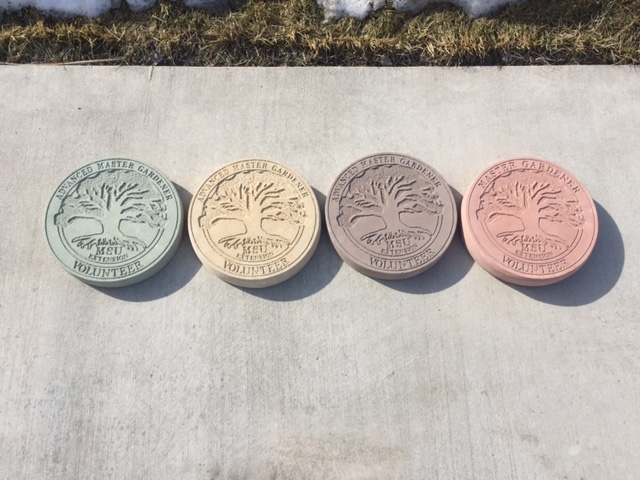 ADVANCED MASTER GARDENER
MSU
EXTENSION
VOLUNTEER
ADVANCED MASTER GARDENER
MSU
EXTENSION
VOLUNTEER
ADVANCED MASTER GARDENER
MSU
EXTENSION
VOLUNTEER
MASTER GARDENER
MSU
EXTENSION
VOLUNTEER